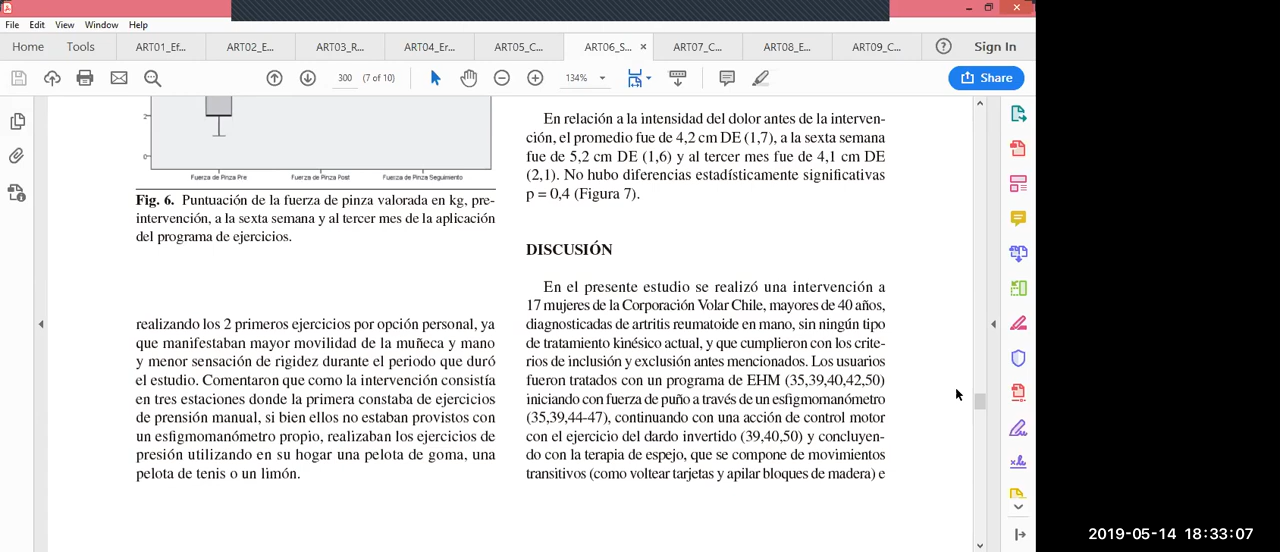 File Edit View Window Help
Home Tools ART01_Ef... ART02_E... ART03_R... ART04_Er... ART05_C... ART06_S... × ART07_C... ART08_E... ART09_C... Sign In
300 (7 of 10) 134% Share
2
0
Fuerza de Pinza Pre Fuerza de Pinza Post Fuerza de Pinza Seguimento
Fig. 6. Puntuación de la fuerza de pinza valorada en kg, pre-
intervención, a la sexta semana y al tercer mes de la aplicación
del programa de ejercicios.
realizando los 2 primeros ejercicios por opción personal, ya
que manifestaban mayor movilidad de la muñeca y mano
y menor sensación de rigidez durante el periodo que duró
el estudio. Comentaron que como la intervención consistía
en tres estaciones donde la primera constaba de ejercicios
de prensión manual, si bien ellos no estaban provistos con
un esfigmomanómetro propio, realizaban los ejercicios de
presión utilizando en su hogar una pelota de goma, una
pelota de tenis o un limón.
En relación a la intensidad del dolor antes de la interven-
ción, el promedio fue de 4,2 cm DE (1,7), a la sexta semana
fue de 5,2 cm DE (1,6) y al tercer mes fue de 4,1 cm DE
(2,1). No hubo diferencias estadísticamente significativas
p = 0,4 (Figura 7).
DISCUSIÓN
En el presente estudio se realizó una intervención a
17 mujeres de la Corporación Volar Chile, mayores de 40 años,
diagnosticadas de artritis reumatoide en mano, sin ningún tipo
de tratamiento kinésico actual, y que cumplieron con los crite-
rios de inclusión y exclusión antes mencionados. Los usuarios
fueron tratados con un programa de EHM (35,39,40,42,50)
iniciando con fuerza de puño a través de un esfigmomanómetro
(35,39,44-47), continuando con una acción de control motor
con el ejercicio del dardo invertido (39,40,50) y concluyen-
do con la terapia de espejo, que se compone de movimientos
transitivos (como voltear tarjetas y apilar bloques de madera) e
2019-05-14 18:33:07